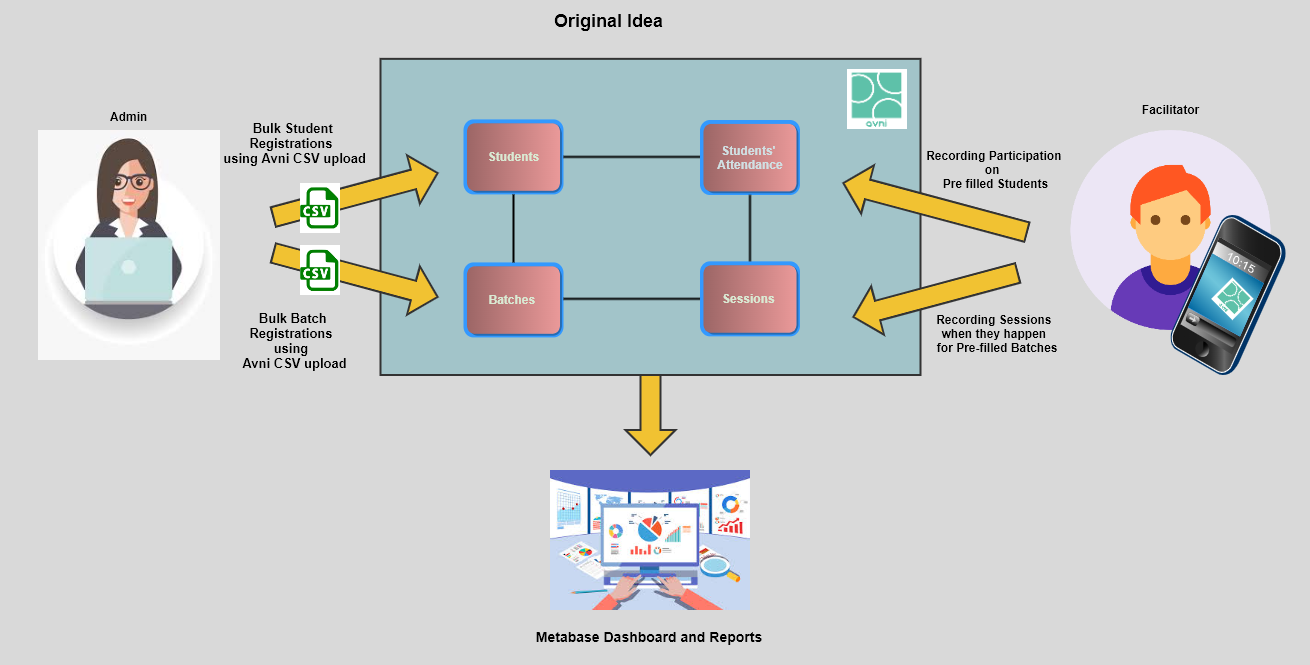 Original Idea
Admin
Bulk Student
Registrations
using Avni CSV upload
CSV
CSV
Bulk Batch
Registrations
using
Avni CSV upload
avni
Students
Students'
Attendance
Batches
Sessions
Facilitator
Recording Participation
on
Pre filled Students
10:15
Recording Sessions
when they happen
for Pre-filled Batches
Metabase Dashboard and Reports